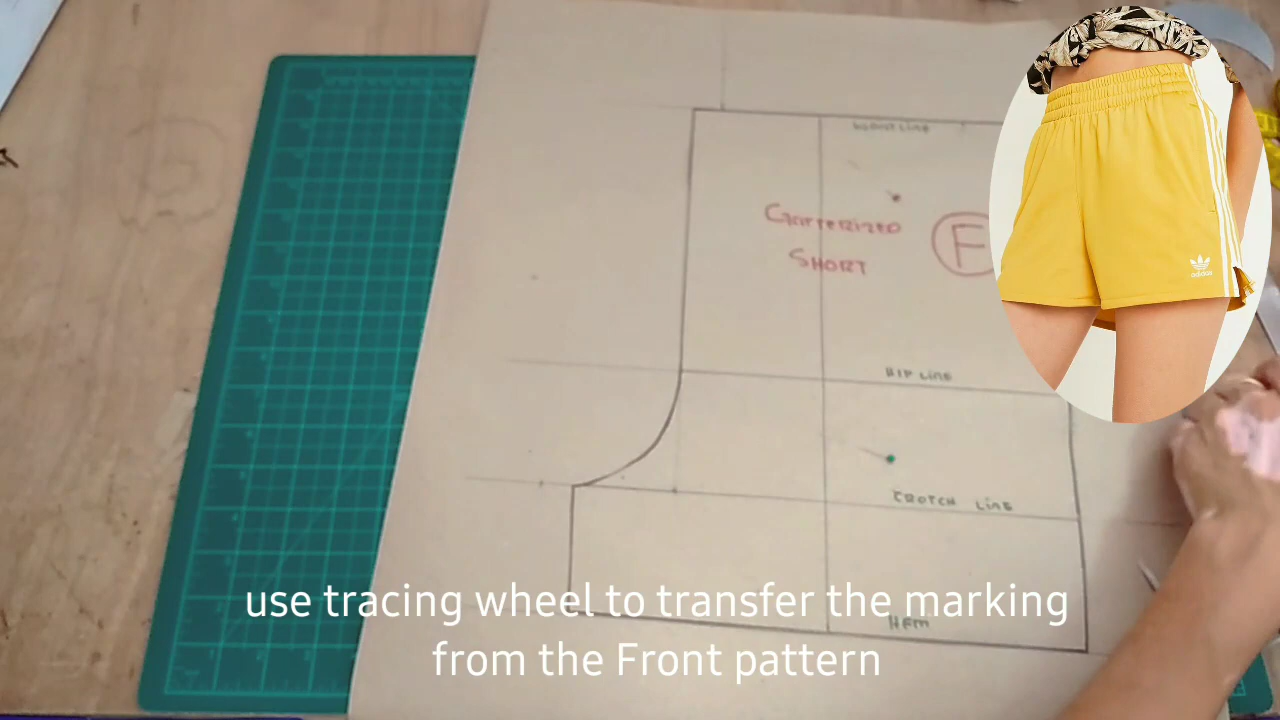 WAIST LINE
GARTERIZED
SHORT
F
adidas
HIP LINE
CROTCH LINE
use tracing wheel to transfer the marking
HEM
from the Front pattern